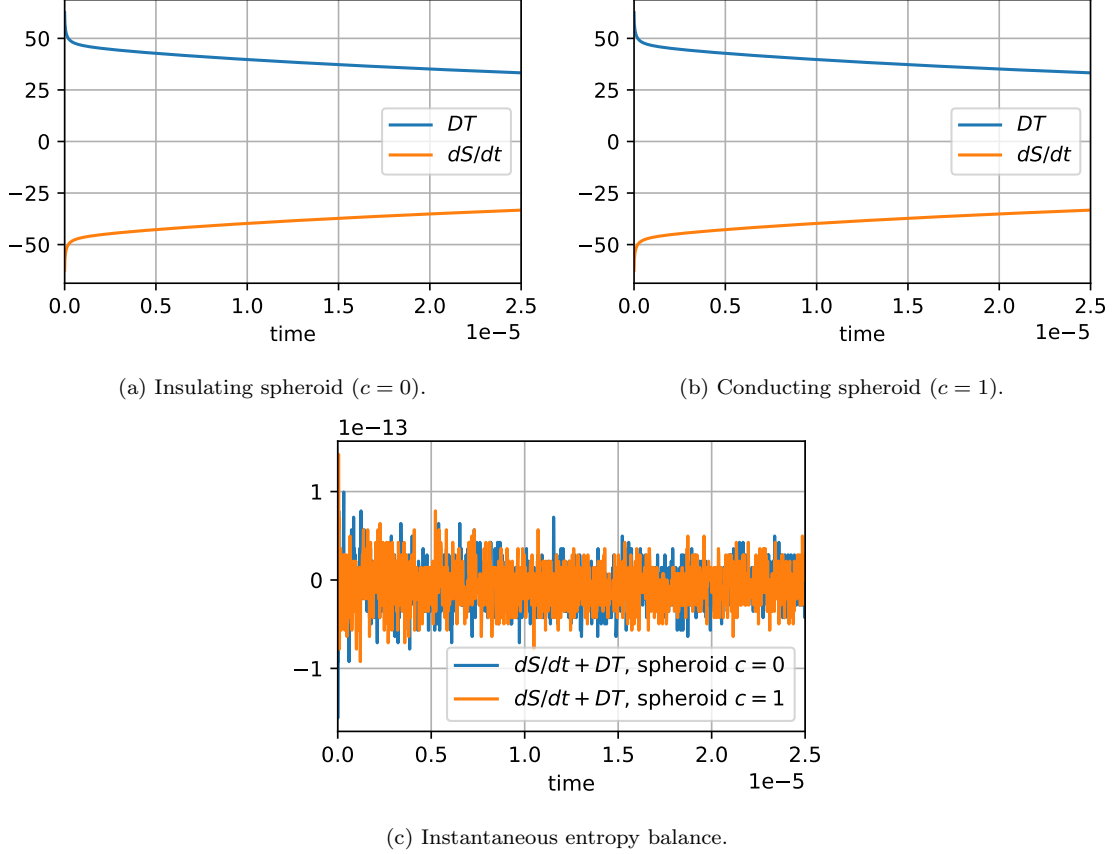 50
25
0
−25
−50
DT
dS/dt
0.0 0.5 1.0 1.5 2.0 2.5
1e−5
time
(a) Insulating spheroid (c = 0).
50
25
0
−25
−50
DT
dS/dt
0.0 0.5 1.0 1.5 2.0 2.5
1e−5
time
(b) Conducting spheroid (c = 1).
1e−13
1
0
−1
dS/dt + DT, spheroid c = 0
dS/dt + DT, spheroid c = 1
0.0 0.5 1.0 1.5 2.0 2.5
1e−5
time
(c) Instantaneous entropy balance.